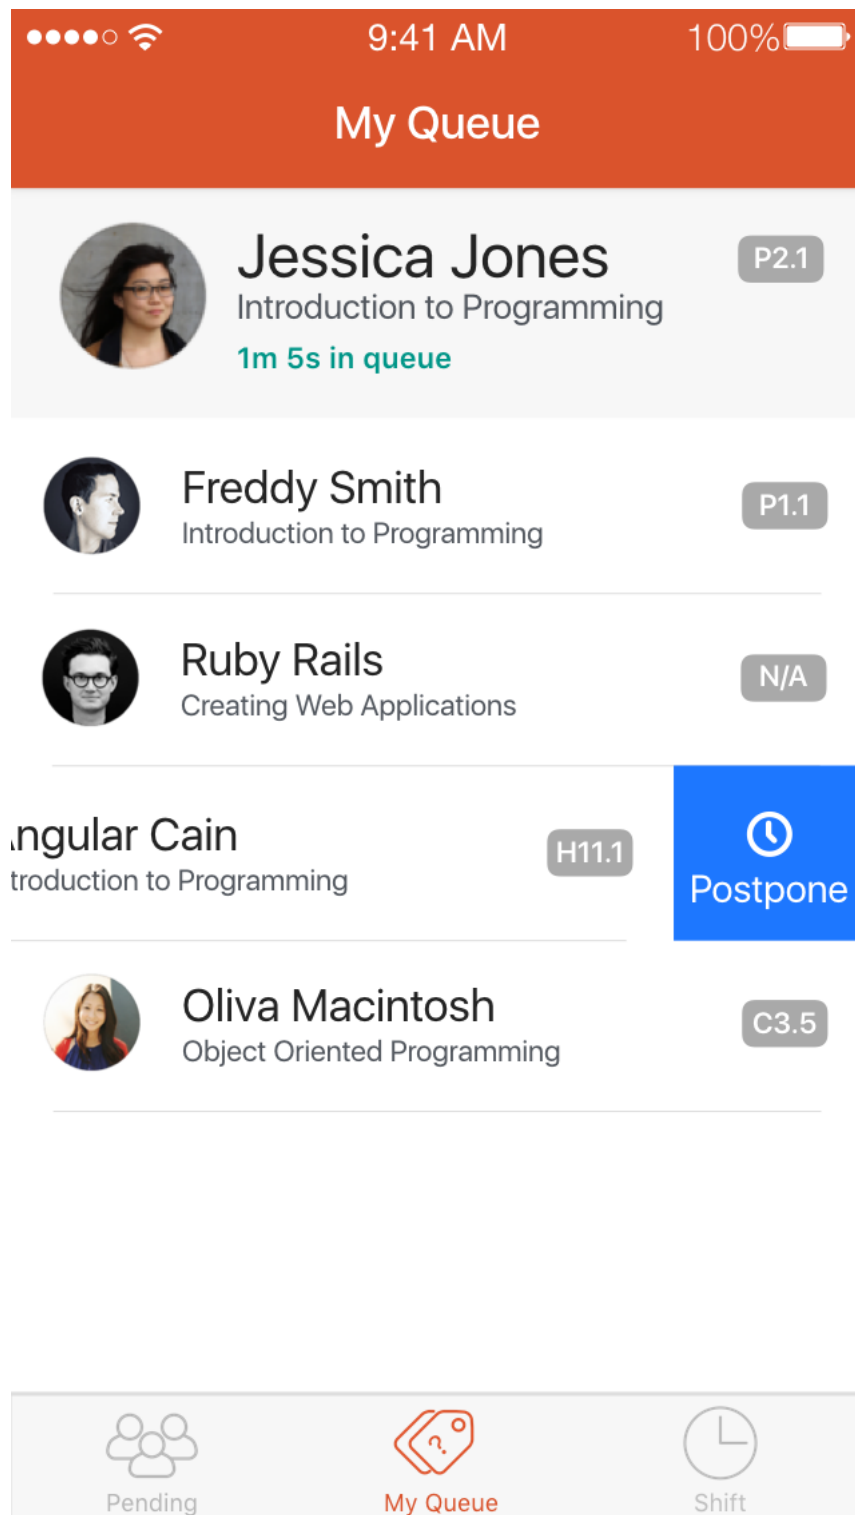 9:41 AM 100%
My Queue
Jessica Jones P2.1
Introduction to Programming
1m 5s in queue
Freddy Smith P1.1
Introduction to Programming
Ruby Rails N/A
Creating Web Applications
ngular Cain H11.1
troduction to Programming
Postpone
Oliva Macintosh C3.5
Object Oriented Programming
?
Pending My Queue Shift